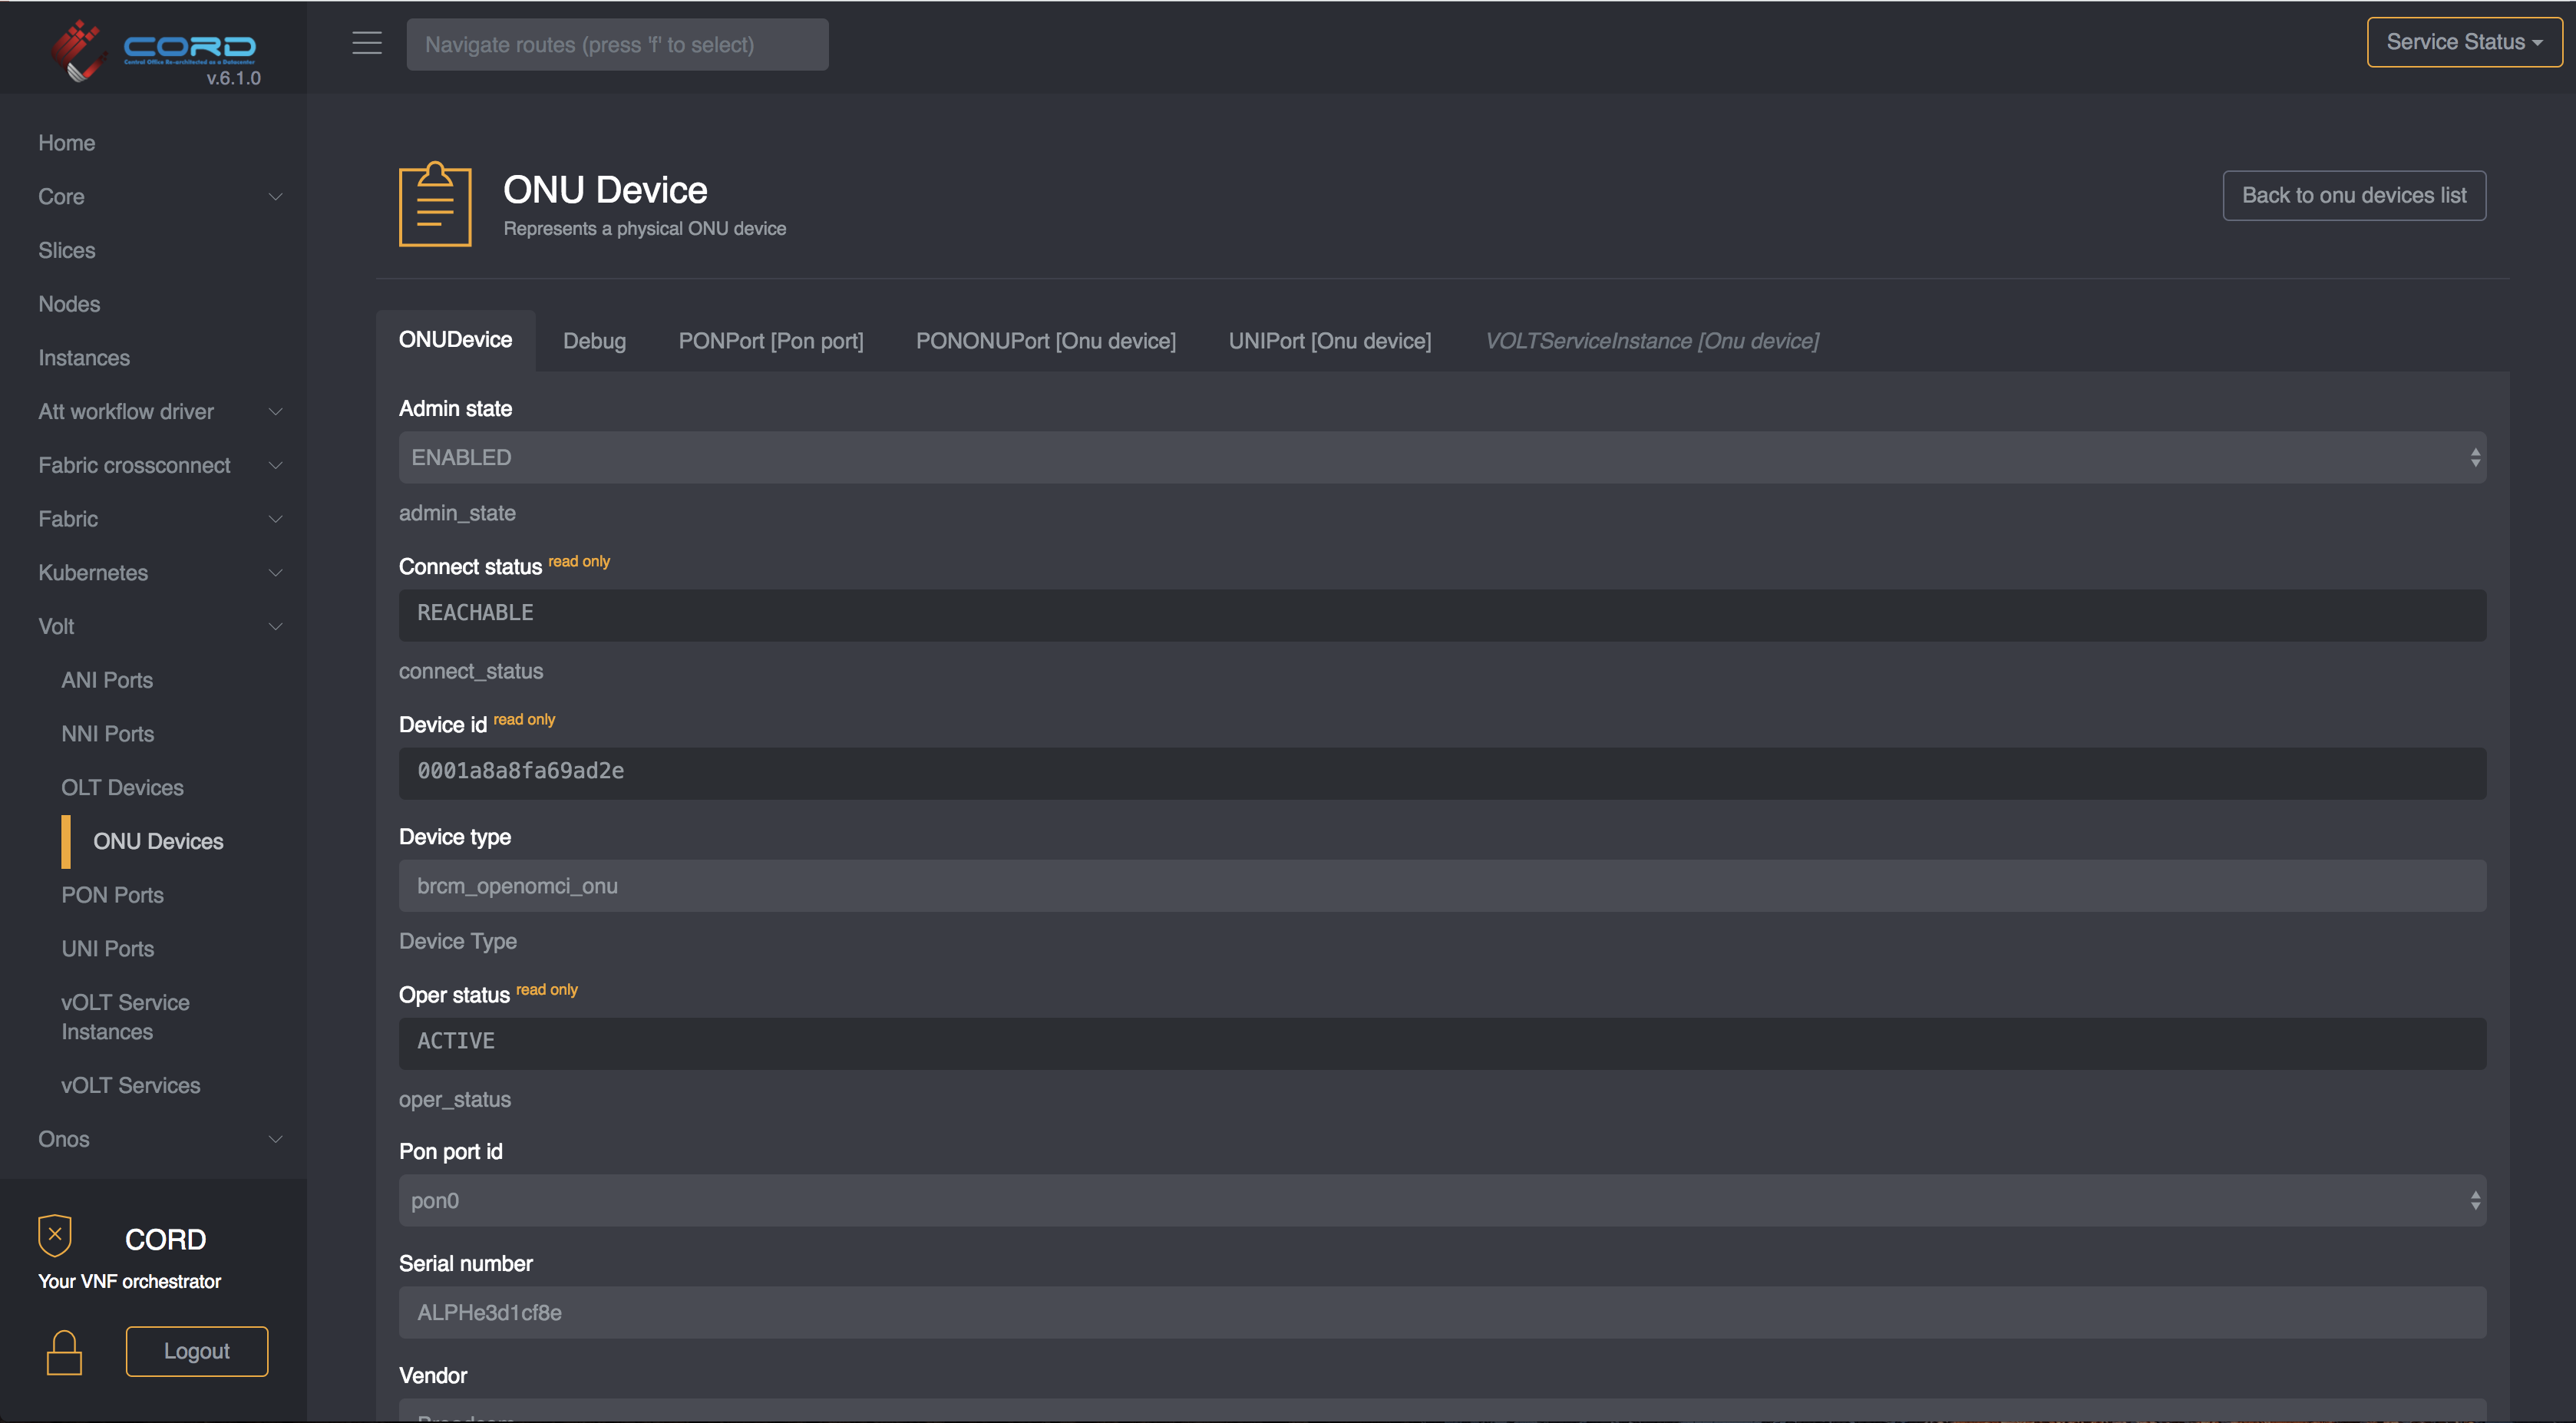 CORD
Central Office Re-architected as a Datacenter
v.6.1.0
Navigate routes (press 'f' to select)
Service Status
Home
Core
Slices
Nodes
Instances
Att workflow driver
Fabric crossconnect
Fabric
Kubernetes
Volt
ANI Ports
NNI Ports
OLT Devices
ONU Devices
PON Ports
UNI Ports
vOLT Service
Instances
vOLT Services
Onos
CORD
Your VNF orchestrator
Logout
ONU Device
Represents a physical ONU device
Back to onu devices list
ONUDevice
Debug
PONPort [Pon port]
PONONUPort [Onu device]
UNIPort [Onu device]
VOLTServiceInstance [Onu device]
Admin state
ENABLED
admin_state
Connect status read only
REACHABLE
connect_status
Device id read only
0001a8a8fa69ad2e
Device type
brcm_openomci_onu
Device Type
Oper status read only
ACTIVE
oper_status
Pon port id
pon0
Serial number
ALPHe3d1cf8e
Vendor